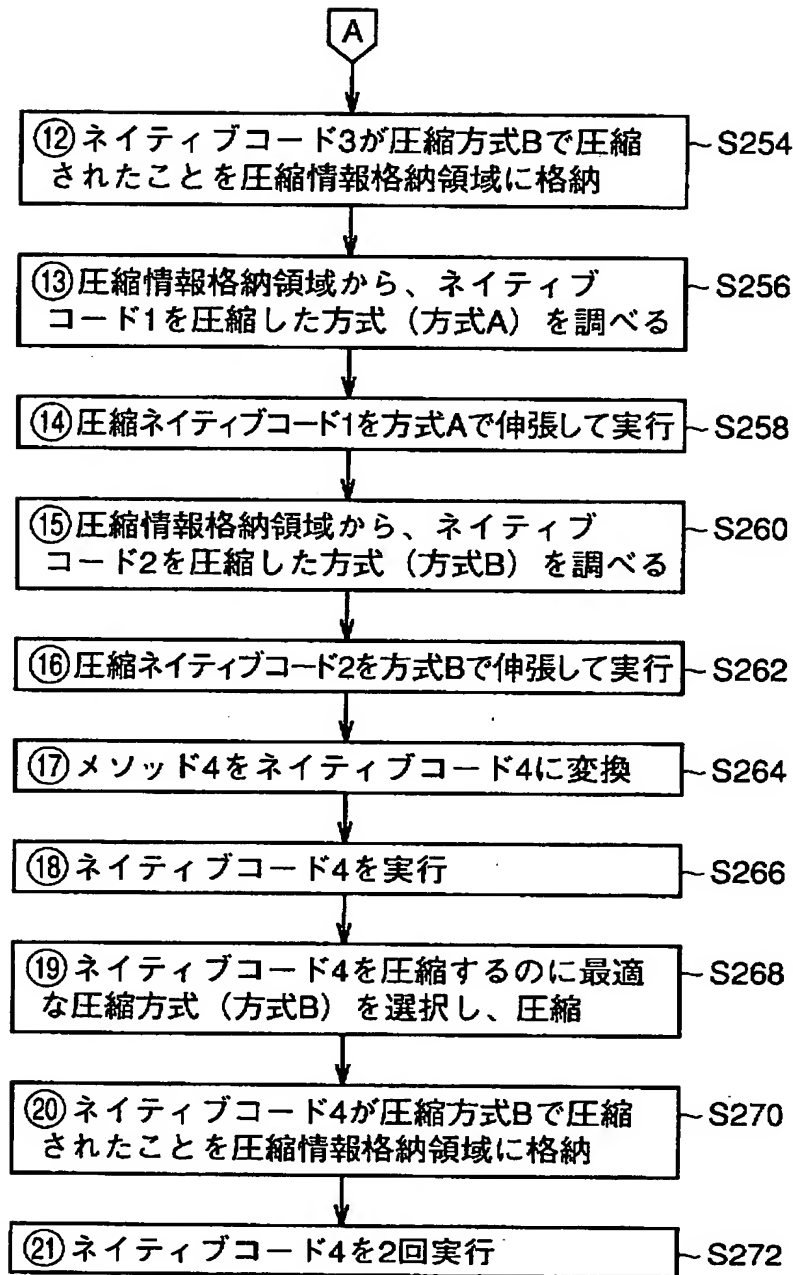 A
⑫ネイティブコード3が圧縮方式Bで圧縮
されたことを圧縮情報格納領域に格納
~S254
⑬圧縮情報格納領域から、ネイティブ
コード1を圧縮した方式（方式A）を調べる
~S256
⑭圧縮ネイティブコード1を方式Aで伸張して実行
~S258
⑮圧縮情報格納領域から、ネイティブ
コード2を圧縮した方式（方式B）を調べる
~S260
⑯圧縮ネイティブコード2を方式Bで伸張して実行
~S262
⑰メソッド4をネイティブコード4に変換
~S264
⑱ネイティブコード4を実行
~S266
⑲ネイティブコード4を圧縮するのに最適
な圧縮方式（方式B）を選択し、圧縮
~S268
⑳ネイティブコード4が圧縮方式Bで圧縮
されたことを圧縮情報格納領域に格納
~S270
㉑ネイティブコード4を2回実行
~S272